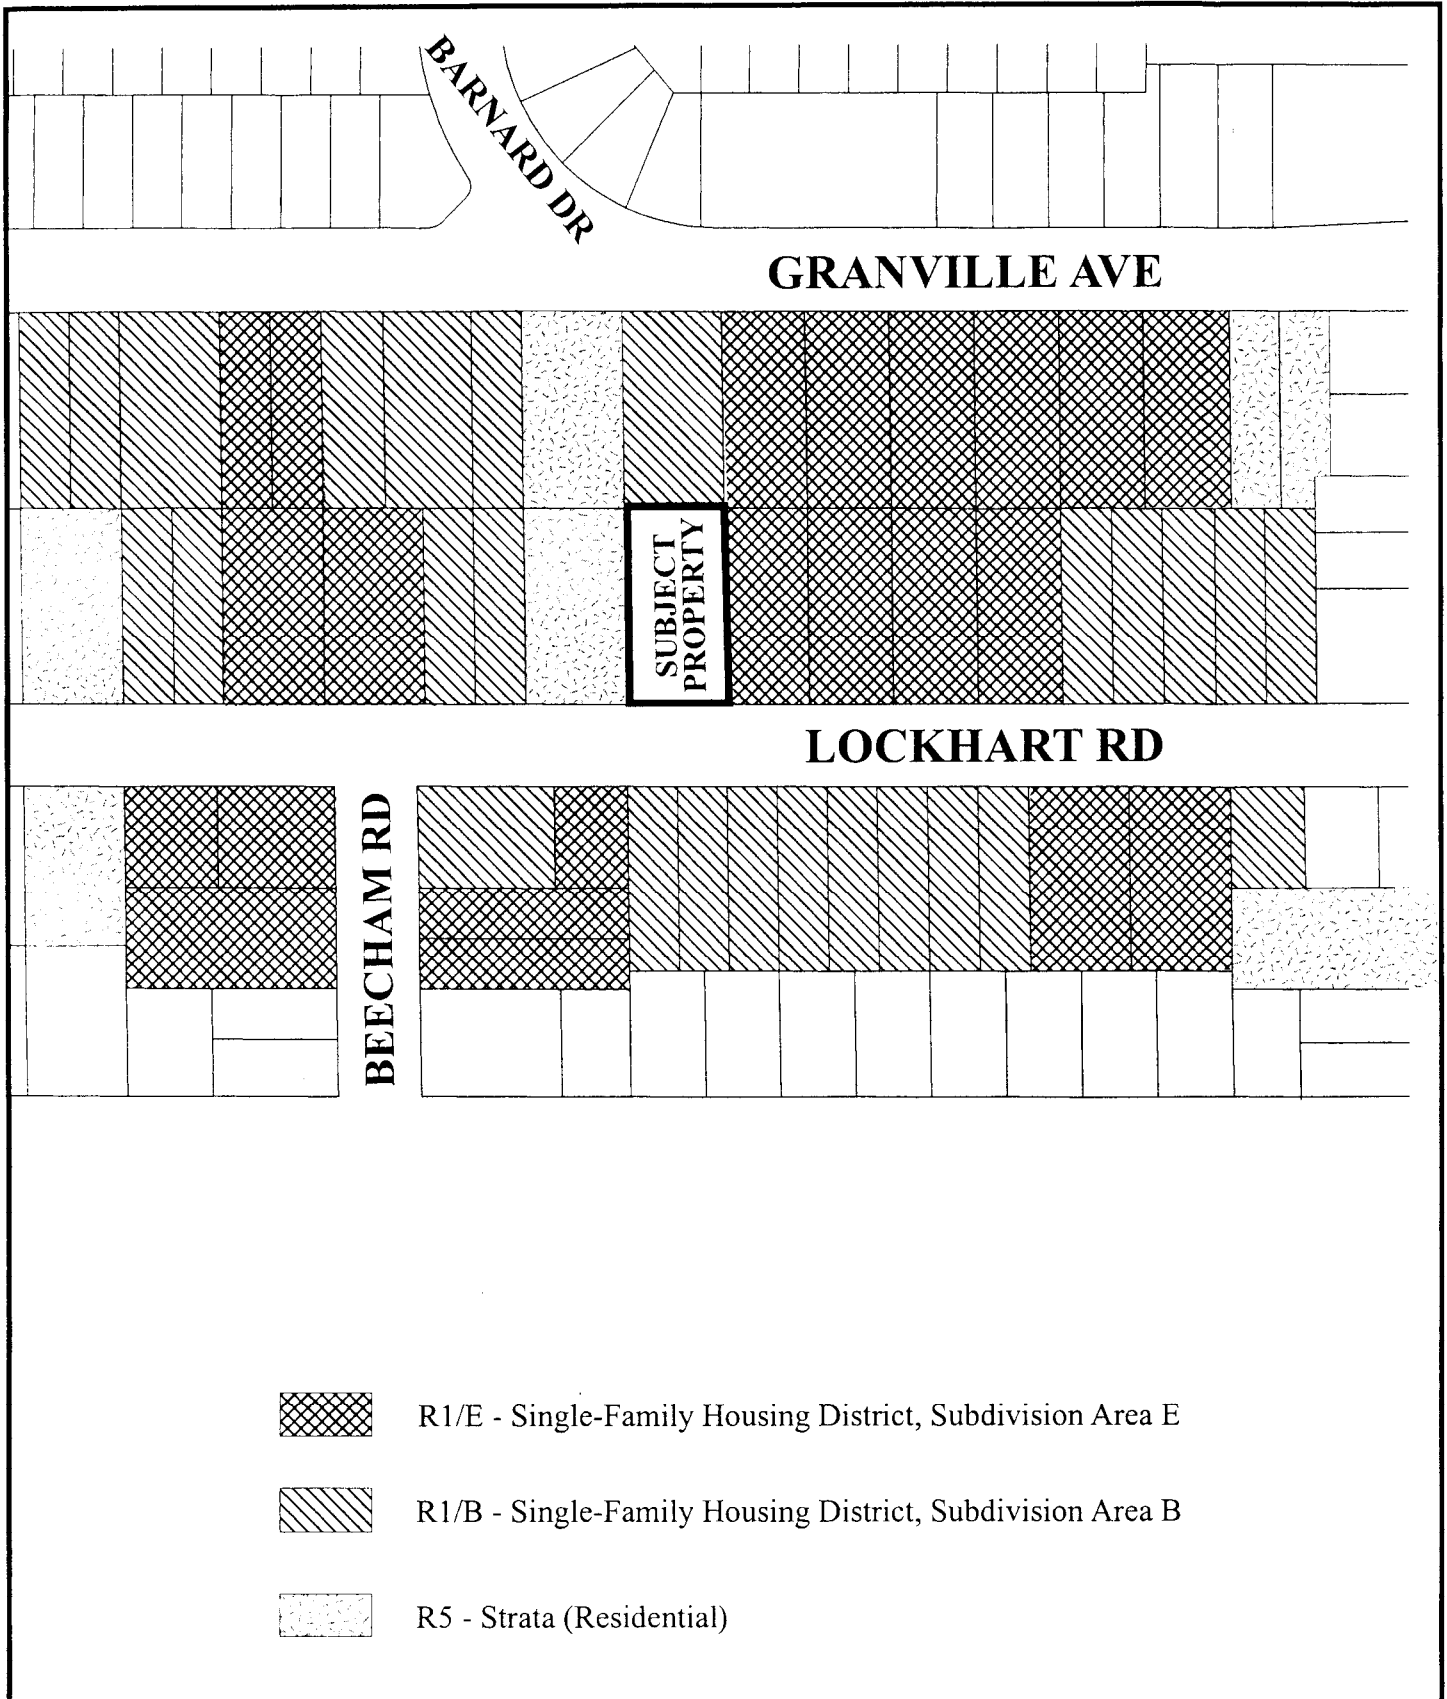 BARNARD DR
GRANVILLE AVE
SUBJECT
PROPERTY
LOCKHART RD
BEECHAM RD
R1/E - Single-Family Housing District, Subdivision Area E
R1/B - Single-Family Housing District, Subdivision Area B
R5 - Strata (Residential)